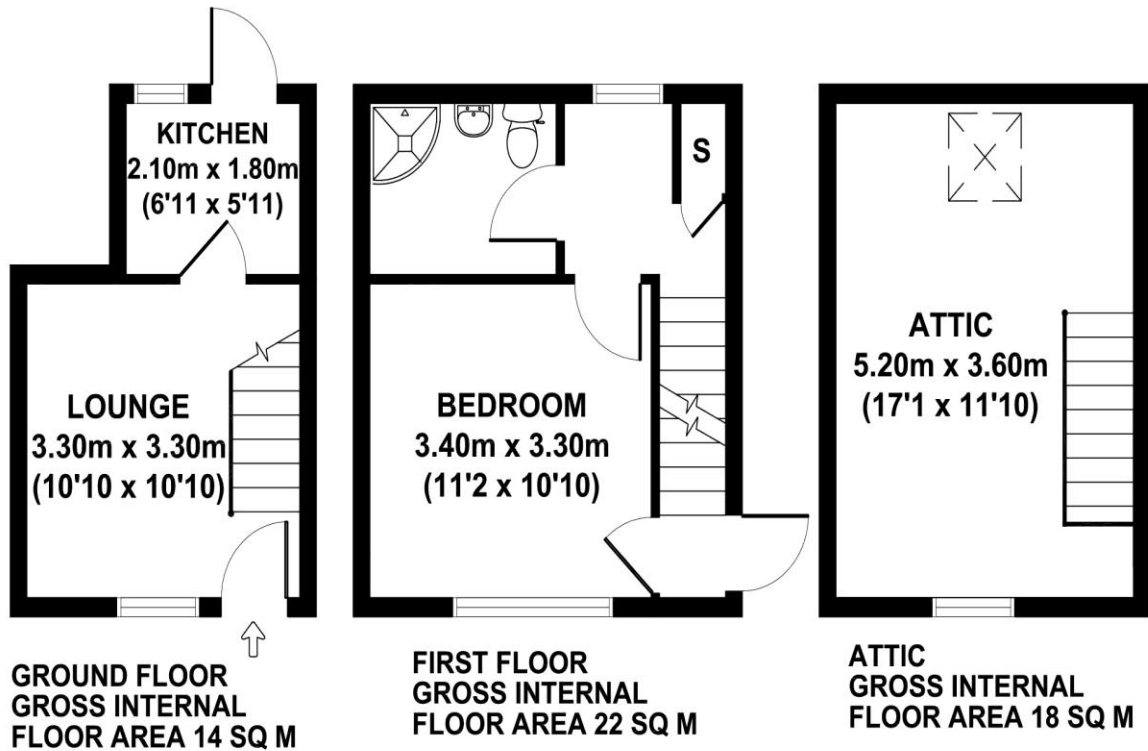 KITCHEN
2.10m x 1.80m
(6'11 x 5'11)
LOUNGE
3.30m x 3.30m
(10'10 x 10'10)
GROUND FLOOR
GROSS INTERNAL
FLOOR AREA 14 SQ M
S
BEDROOM
3.40m x 3.30m
(11'2 x 10'10)
FIRST FLOOR
GROSS INTERNAL
FLOOR AREA 22 SQ M
ATTIC
5.20m x 3.60m
(17'1 x 11'10)
ATTIC
GROSS INTERNAL
FLOOR AREA 18 SQ M